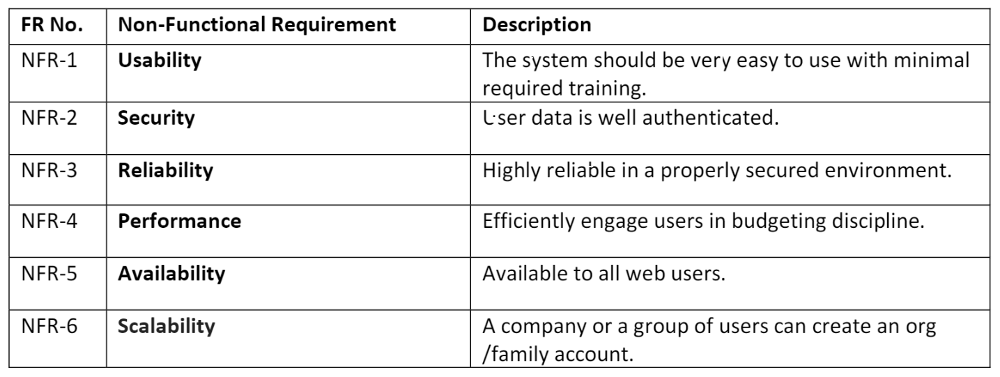 FR No. Non-Functional Requirement Description
NFR-1 Usability The system should be very easy to use with minimal
required training.
NFR-2 Security User data is well authenticated.
NFR-3 Reliability Highly reliable in a properly secured environment.
NFR-4 Performance Efficiently engage users in budgeting discipline.
NFR-5 Availability Available to all web users.
NFR-6 Scalability A company or a group of users can create an org
/family account.